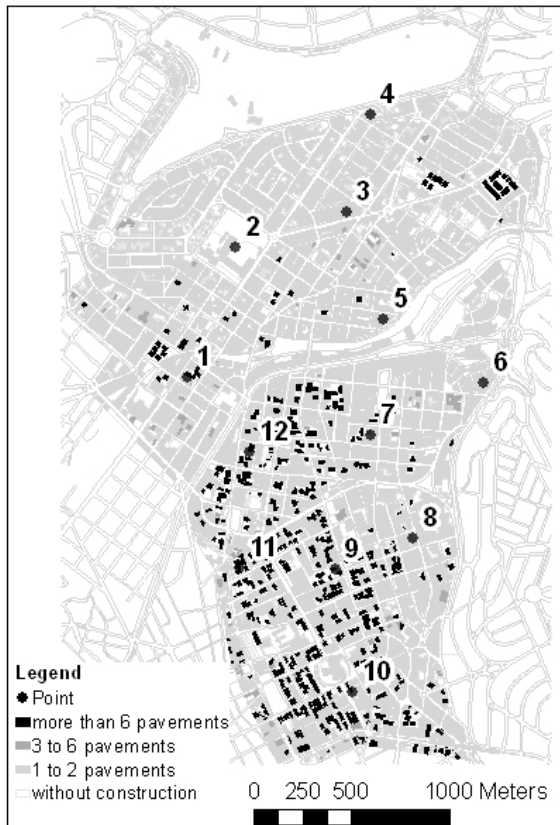 4
3
2
5
1
6
7
12
8
11
9
10
Legend
Point
more than 6 pavements
3 to 6 pavements
1 to 2 pavements
without construction
0 250 500 1000 Meters